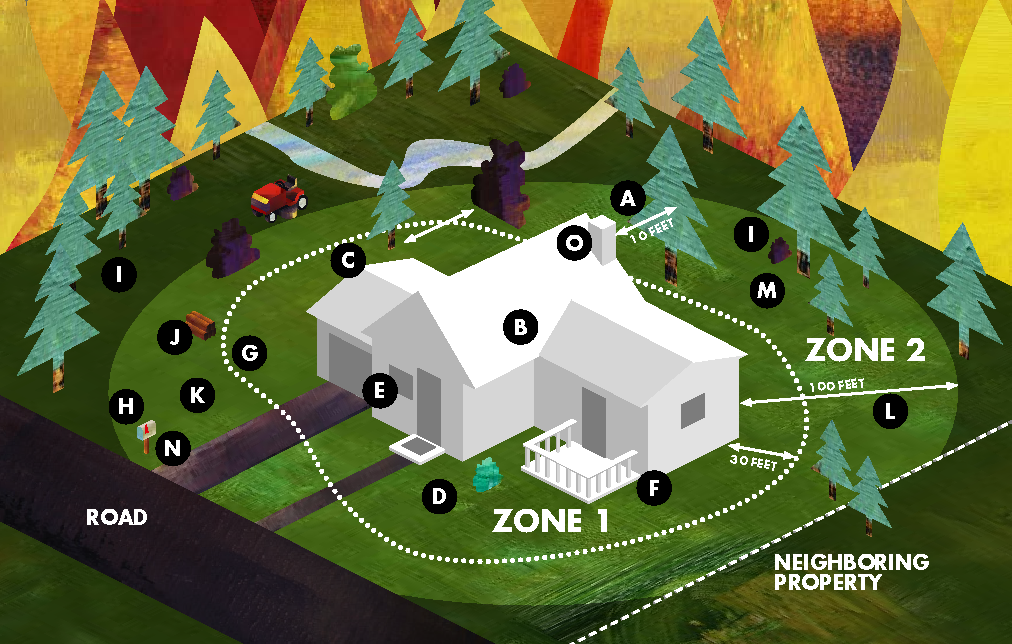 A
10 FEET
I
O
C
I
M
B
ZONE 2
J
G
100 FEET
E
K
H
L
N
30 FEET
F
D
ROAD
ZONE 1
NEIGHBORING
PROPERTY